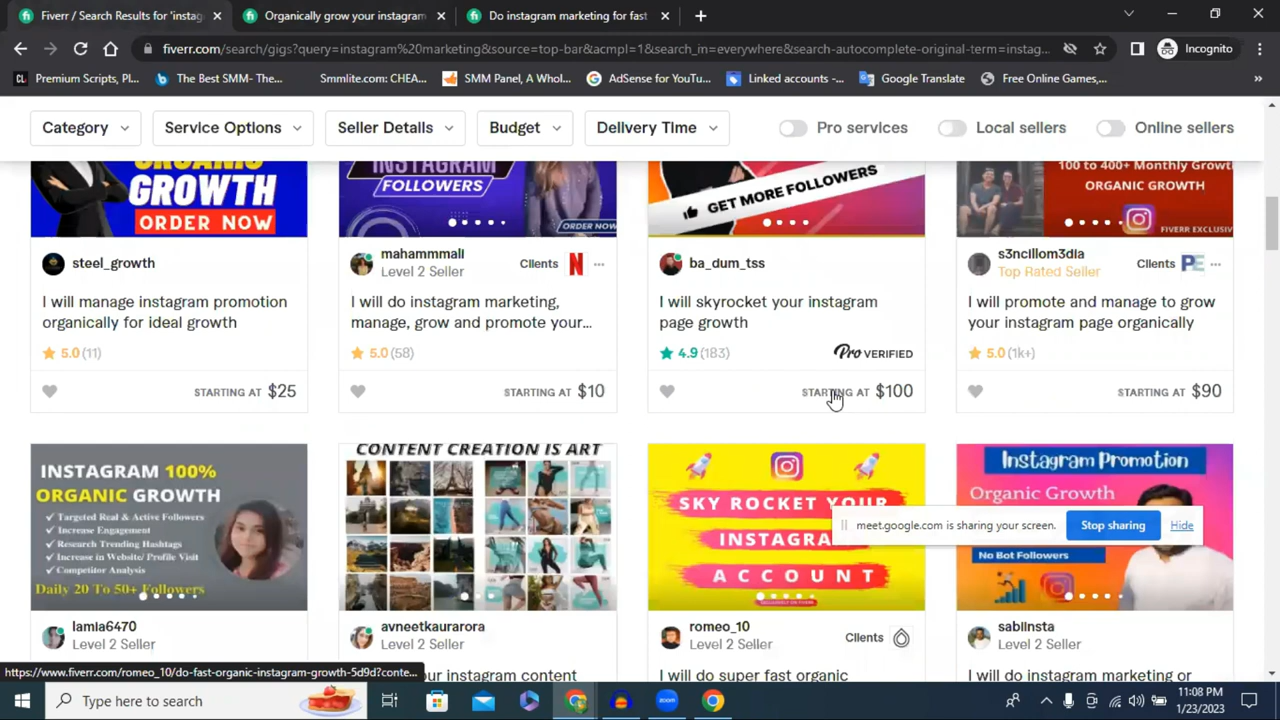 Fiverr / Search Results for 'instag
Organically grow your instagram
Do instagram marketing for fast
fiverr.com/search/gigs?query=instagram%20marketing&source=top-bar&acmpl=1&search_in=everywhere&search-autocomplete-original-term=instag...
Incognito
Premium Scripts, Pl...
The Best SMM- The...
Smmlite.com: CHEA...
SMM Panel, A Whol...
AdSense for YouTu...
Linked accounts -...
Google Translate
Free Online Games,...
Category
Service Options
Seller Details
Budget
Delivery Time
Pro services
Local sellers
Online sellers
ORGANIC
GROWTH
ORDER NOW
INSTAGRAM
FOLLOWERS
ORDER NOW
GET MORE FOLLOWERS
100 to 400+ Monthly Growt
ORGANIC GROWTH
FIVERR EXCLUSIV
steel_growth
mahammmali
Level 2 Seller
Clients
ba_dum_tss
s3ncillom3dia
Top Rated Seller
Clients
PE
I will manage instagram promotion
organically for ideal growth
I will do instagram marketing,
manage, grow and promote your...
I will skyrocket your instagram
page growth
I will promote and manage to grow
your instagram page organically
5.0 (11)
5.0 (58)
4.9 (183)
Pro VERIFIED
5.0 (1k+)
STARTING AT $25
STARTING AT $10
STARTING AT $100
STARTING AT $90
INSTAGRAM 100%
ORGANIC GROWTH
Targeted Real & Active Followers
Increase Engagement
Research Trending Hashtags
Increase in Website/ Profile Visit
Competitor Analysis
Daily 20 To 50+ Followers
CONTENT CREATION IS ART
SKY ROCKET YOUR
INSTAGRA
ACCOUNT
Instagram Promotion
Organic Growth
No Bot Followers
meet.google.com is sharing your screen.
Stop sharing
Hide
lamia6470
Level 2 Seller
avneetkaurarora
Level 2 Seller
romeo_10
Level 2 Seller
Clients
sabiinsta
Level 2 Seller
your instagram content
I will do super fast organic
I will do instagram marketing or
https://www.fiverr.com/romeo_10/do-fast-organic-instagram-growth-5d9d?conte...
Type here to search
zoom
11:08 PM
1/23/2023